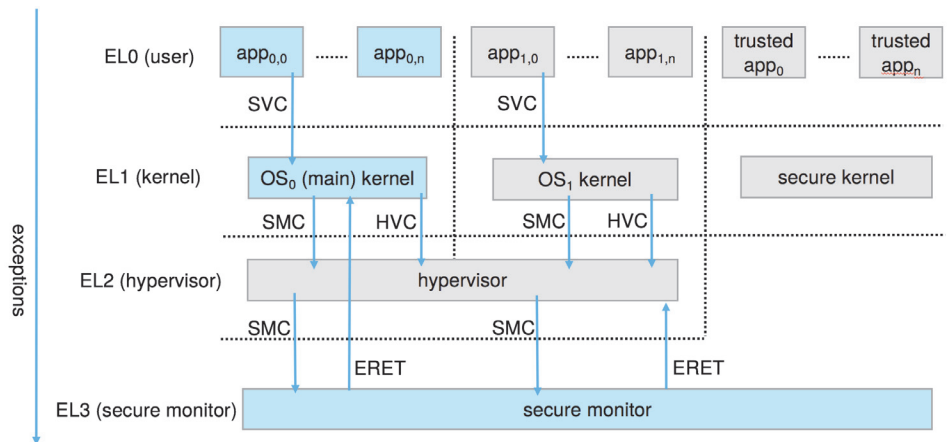 EL0 (user)
app0,0 ...... app0,n
app1,0 ...... app1,n
trusted
app0
......
trusted
appn
SVC
SVC
EL1 (kernel)
OS0 (main) kernel
OS1 kernel
secure kernel
SMC
HVC
SMC
HVC
exceptions
EL2 (hypervisor)
hypervisor
SMC
SMC
ERET
ERET
EL3 (secure monitor)
secure monitor